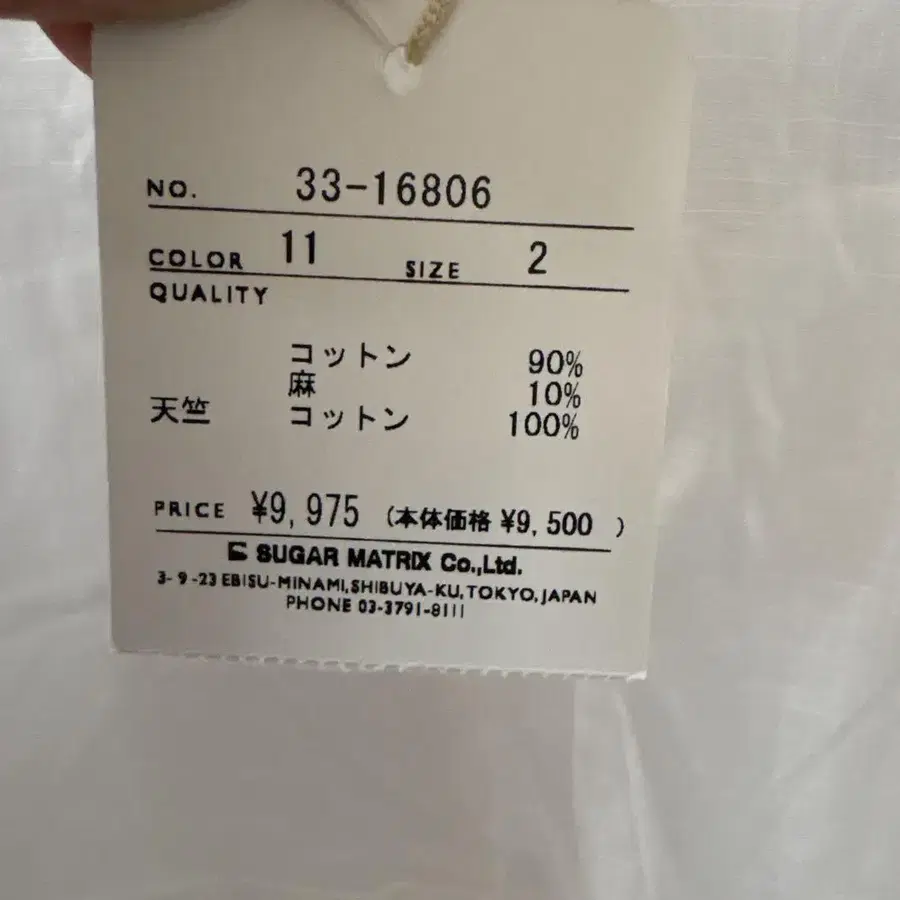 NO. 33-16806
COLOR 11 SIZE 2
QUALITY
コットン 90%
麻 10%
天竺 コットン 100%
PRICE ¥9,975 (本体価格 ¥9,500 )
SUGAR MATRIX Co.,Ltd.
3-9-23 EBISU-MINAMI,SHIBUYA-KU,TOKYO,JAPAN
PHONE 03-3791-8111